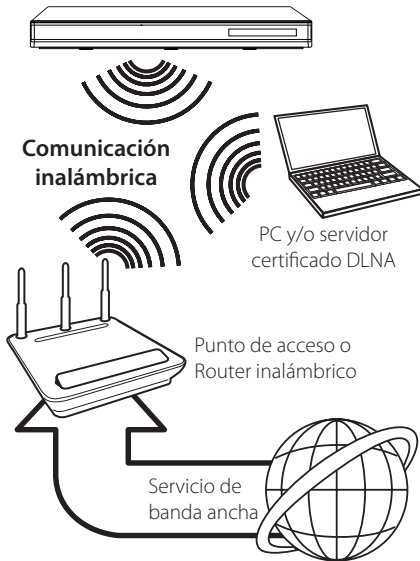 Comunicación
inalámbrica
PC y/o servidor
certificado DLNA
Punto de acceso o
Router inalámbrico
Servicio de
banda ancha